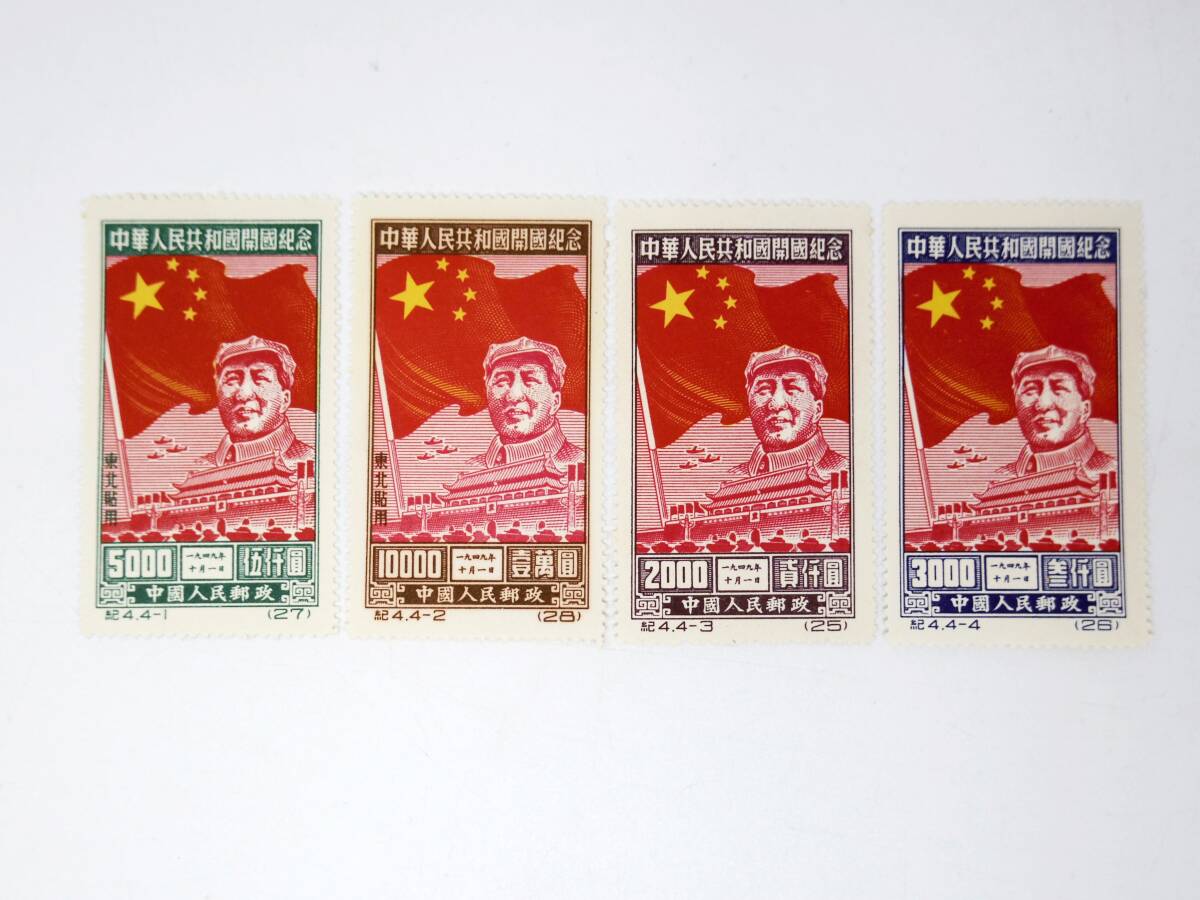 中華人民共和國開國紀念
東北貼用
5000 一九四九年十月一日 伍仟圓
中國人民郵政
紀4.4-1 (27)
中華人民共和國開國紀念
東北貼用
10000 一九四九年十月一日 壹萬圓
中國人民郵政
紀4.4-2 (28)
中華人民共和國開國紀念
2000 一九四九年十月一日 貳仟圓
中國人民郵政
紀4.4-3 (25)
中華人民共和國開國紀念
3000 一九四九年十月一日 叁仟圓
中國人民郵政
紀4.4-4 (26)